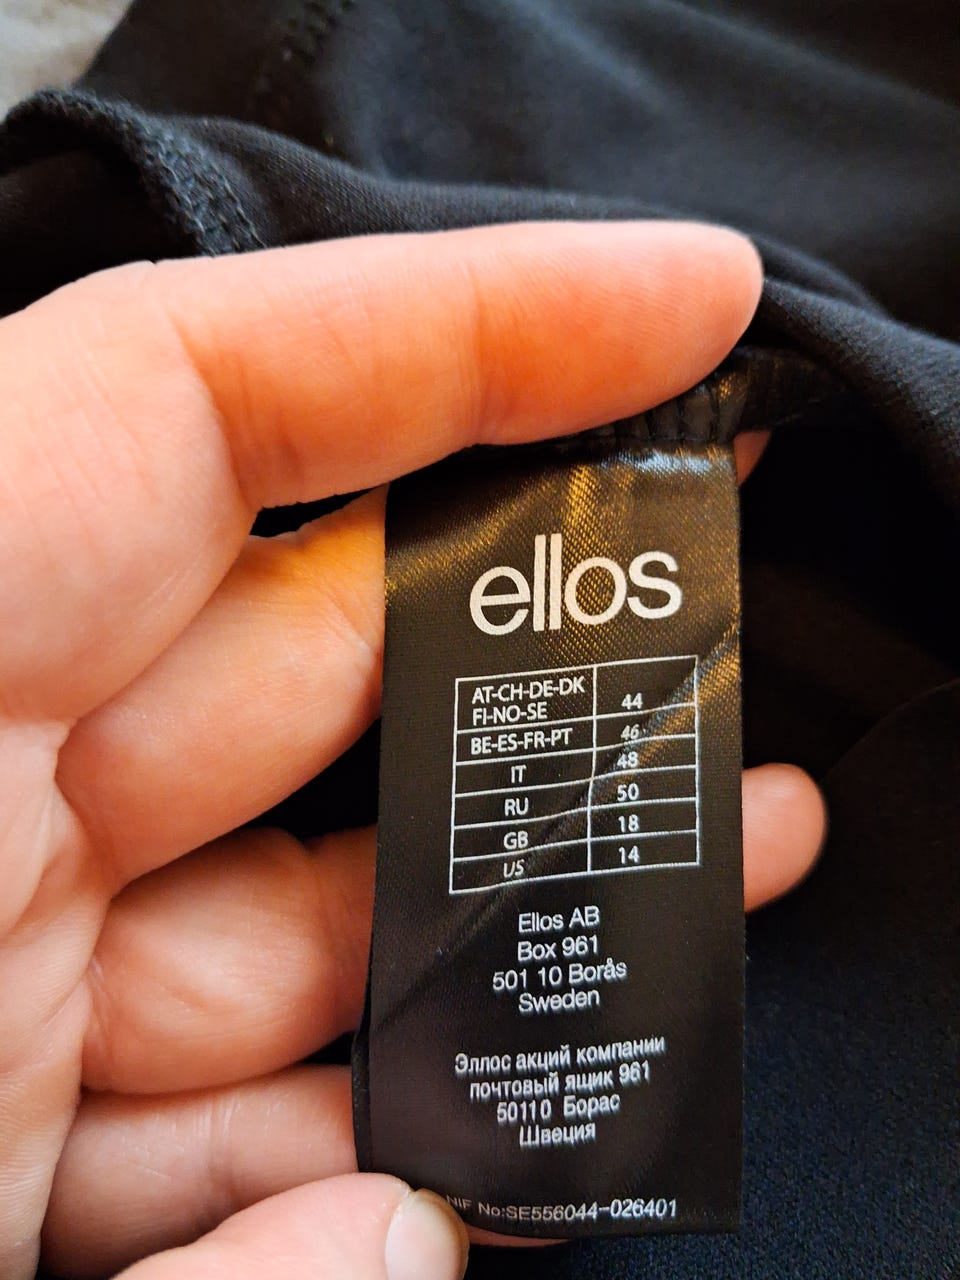 ellos
AT-CH-DE-DK
FI-NO-SE 44
BE-ES-FR-PT 46
IT 48
RU 50
GB 18
US 14
Ellos AB
Box 961
501 10 Borås
Sweden
Эллос акций компании
почтовый ящик 961
50110 Борас
Швеция
NIF No:SE556044-026401